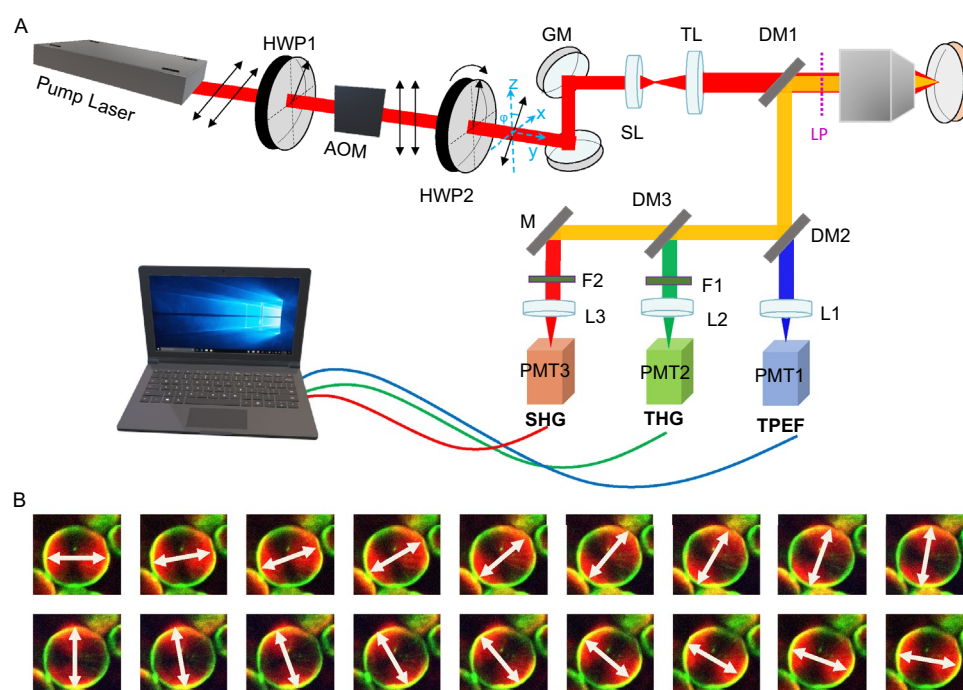 A
Pump Laser
HWP1
AOM
HWP2
z
φ
x
y
GM
SL
TL
DM1
LP
M
DM3
DM2
F2
F1
L3
L2
L1
PMT3
PMT2
PMT1
SHG
THG
TPEF
B